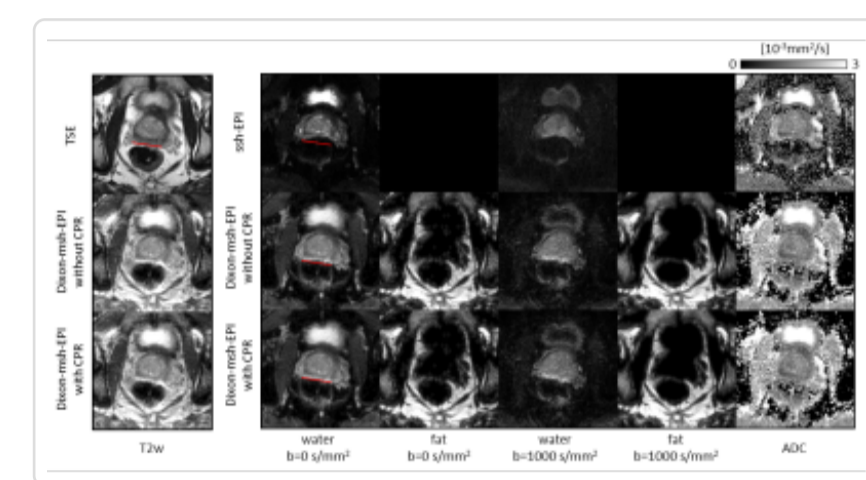 [10⁻³mm²/s]
0 3
TSE
ssh-EPI
Dixon-msh-EPI
without CPR
Dixon-msh-EPI
without CPR
Dixon-msh-EPI
with CPR
Dixon-msh-EPI
with CPR
T2w
water
b=0 s/mm²
fat
b=0 s/mm²
water
b=1000 s/mm²
fat
b=1000 s/mm²
ADC